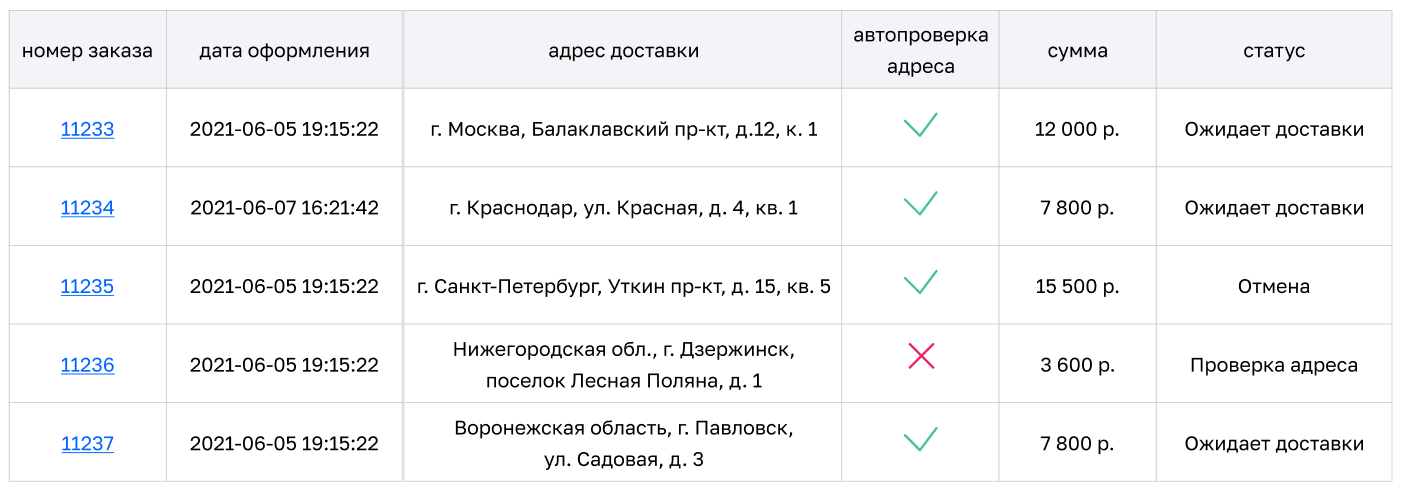 номер заказа
дата оформления
адрес доставки
автопроверка
адреса
сумма
статус
11233
2021-06-05 19:15:22
г. Москва, Балаклавский пр-кт, д.12, к. 1
12 000 р.
Ожидает доставки
11234
2021-06-07 16:21:42
г. Краснодар, ул. Красная, д. 4, кв. 1
7 800 р.
Ожидает доставки
11235
2021-06-05 19:15:22
г. Санкт-Петербург, Уткин пр-кт, д. 15, кв. 5
15 500 р.
Отмена
11236
2021-06-05 19:15:22
Нижегородская обл., г. Дзержинск,
поселок Лесная Поляна, д. 1
3 600 р.
Проверка адреса
11237
2021-06-05 19:15:22
Воронежская область, г. Павловск,
ул. Садовая, д. 3
7 800 р.
Ожидает доставки